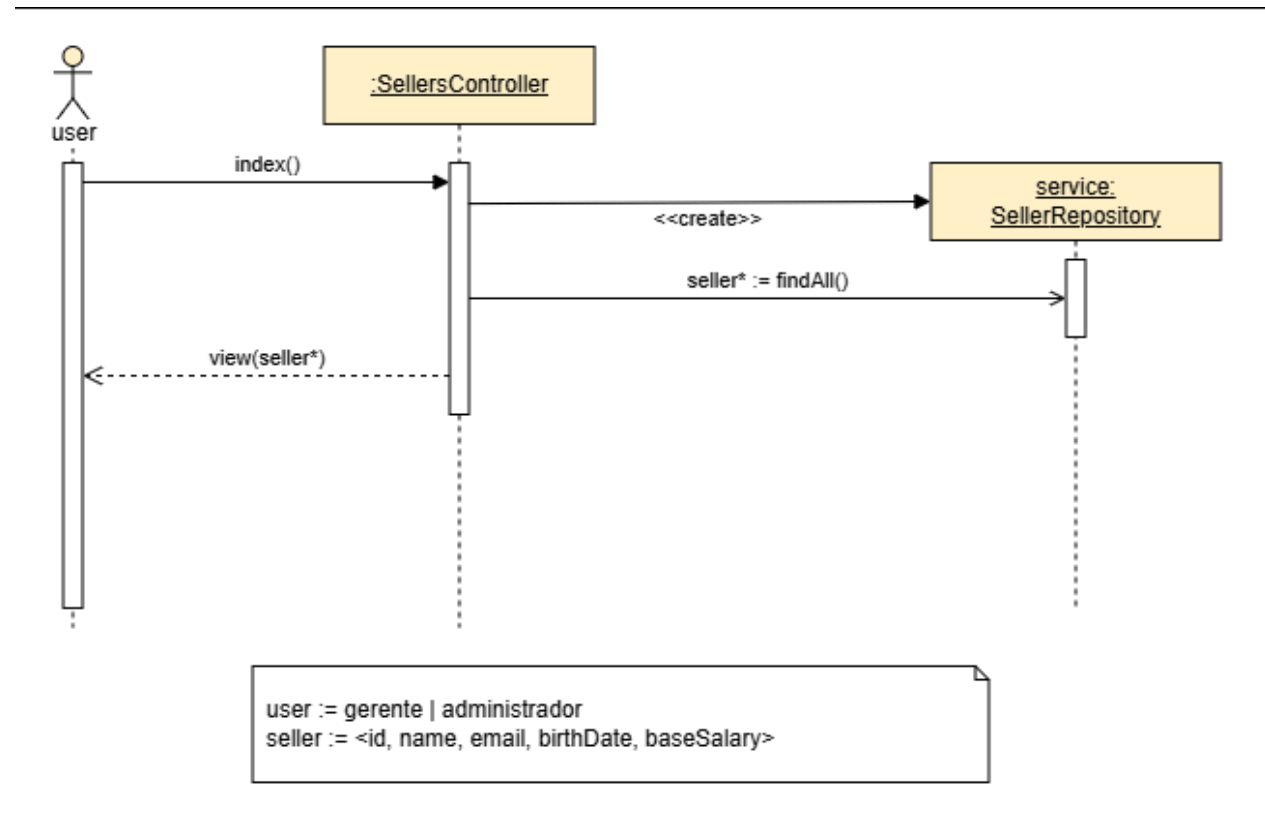 :SellersController
user
index()
service:
SellerRepository
<<create>>
seller* := findAll()
view(seller*)
user := gerente | administrador
seller := <id, name, email, birthDate, baseSalary>